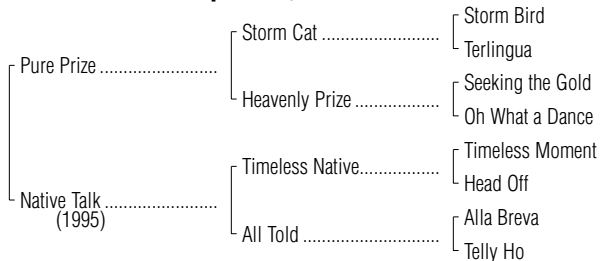 Storm Bird
Storm Cat ........................
Terlingua
Pure Prize ........................
Seeking the Gold
Heavenly Prize .................
Oh What a Dance
Timeless Moment
Timeless Native................
Head Off
Native Talk .......................
(1995)
Alla Breva
All Told ............................
Telly Ho